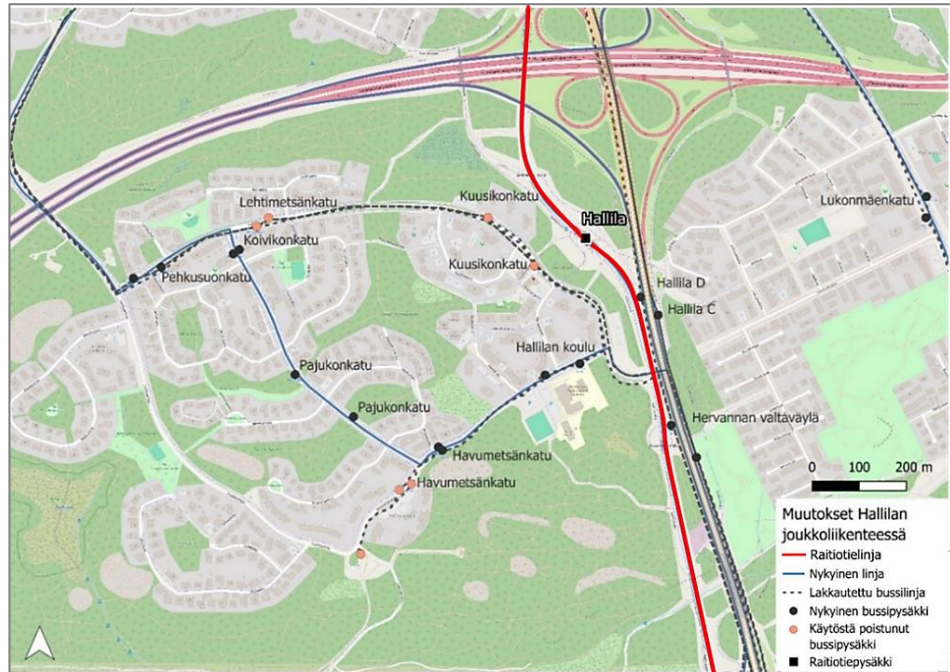 Lehtimetsänkatu
Kuusikonkatu
Hallila
Lukonmäenkatu
Koivikonkatu
Pehkusuonkatu
Kuusikonkatu
Hallila D
Hallila C
Hallilan koulu
Pajukonkatu
Pajukonkatu
Hervannan valtaväylä
Havumetsänkatu
Havumetsänkatu
0 100 200 m
Muutokset Hallilan
joukkoliikenteessä
Raitiotielinja
Nykyinen linja
Lakkautettu bussilinja
Nykyinen bussipysäkki
Käytöstä poistunut
bussipysäkki
Raitiotiepysäkki